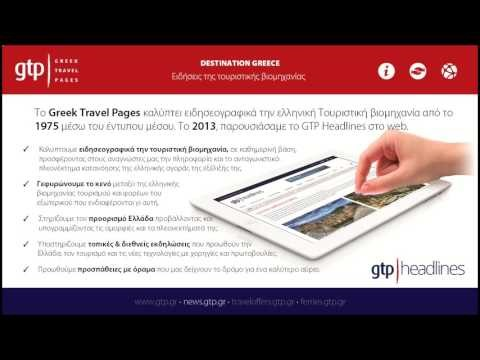 gtp
GREEK
TRAVEL
PAGES
DESTINATION GREECE
Ειδήσεις της τουριστικής βιομηχανίας
Το Greek Travel Pages καλύπτει ειδησεογραφικά την ελληνική Τουριστική βιομηχανία από το
1975 μέσω του έντυπου μέσου. Το 2013, παρουσιάσαμε το GTP Headlines στο web.
✓ Καλύπτουμε ειδησεογραφικά την τουριστική βιομηχανία, σε καθημερινή βάση,
προσφέροντας στους αναγνώστες μας την πληροφορία και το ανταγωνιστικό
πλεονέκτημα κατανόησης της ελληνικής αγοράς, της εξέλιξής της.
✓ Γεφυρώνουμε το κενό μεταξύ της ελληνικής
βιομηχανίας τουρισμού και φορέων του
εξωτερικού που ενδιαφέρονται γι αυτή.
✓ Στηρίζουμε τον προορισμό Ελλάδα προβάλλοντας και
υπογραμμίζοντας τις ομορφιές και τα πλεονεκτήματά της.
✓ Υποστηρίζουμε τοπικές & διεθνείς εκδηλώσεις που προωθούν την
Ελλάδα, τον τουρισμό και τις νέες τεχνολογίες με χορηγίες και πρωτοβουλίες.
✓ Προωθούμε προσπάθειες με όραμα που μας δείχνουν το δρόμο για ένα καλύτερο αύριο.
gtp headlines
www.gtp.gr • news.gtp.gr • traveloffers.gtp.gr • ferries.gtp.gr